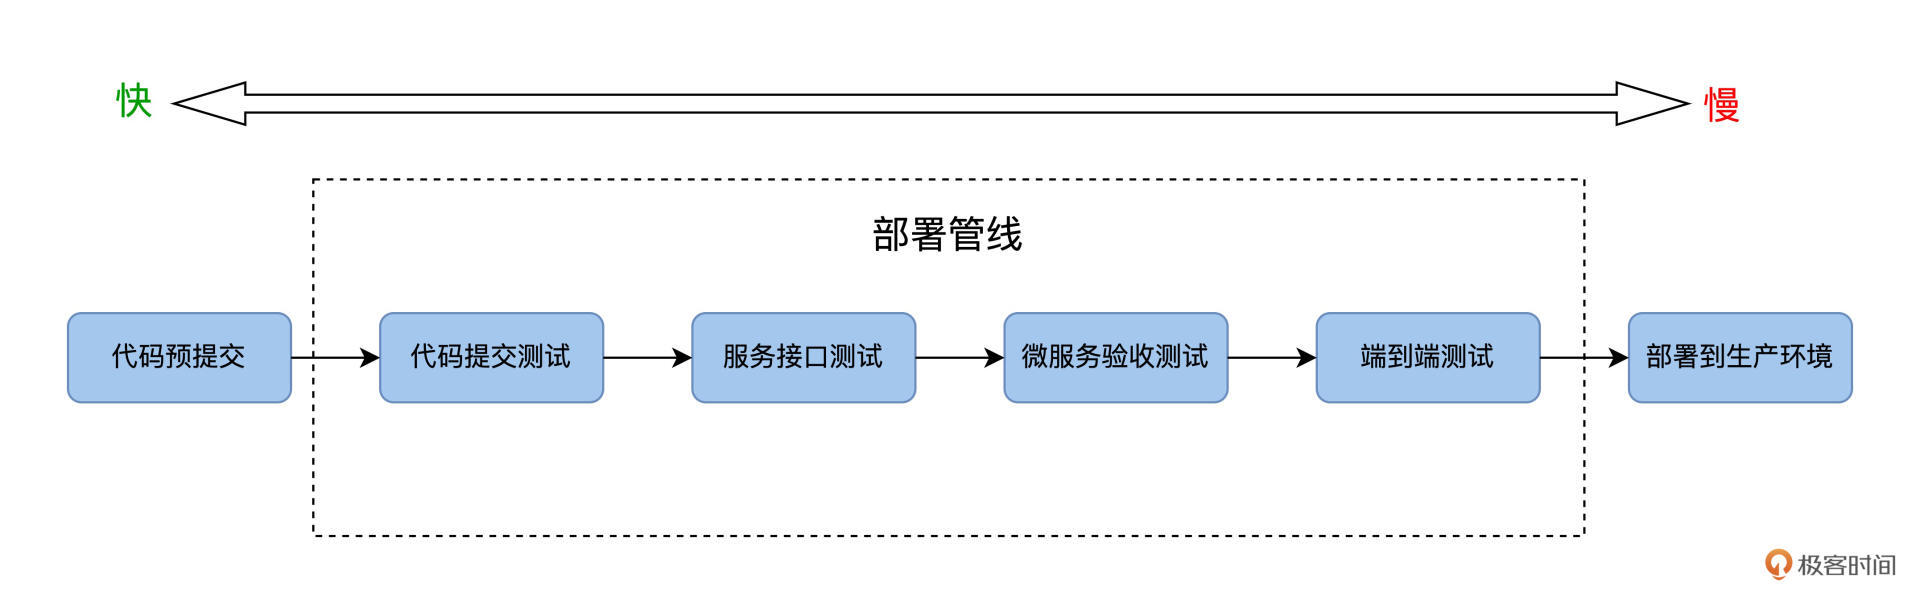 快
慢
部署管线
代码预提交
代码提交测试
服务接口测试
微服务验收测试
端到端测试
部署到生产环境
极客时间